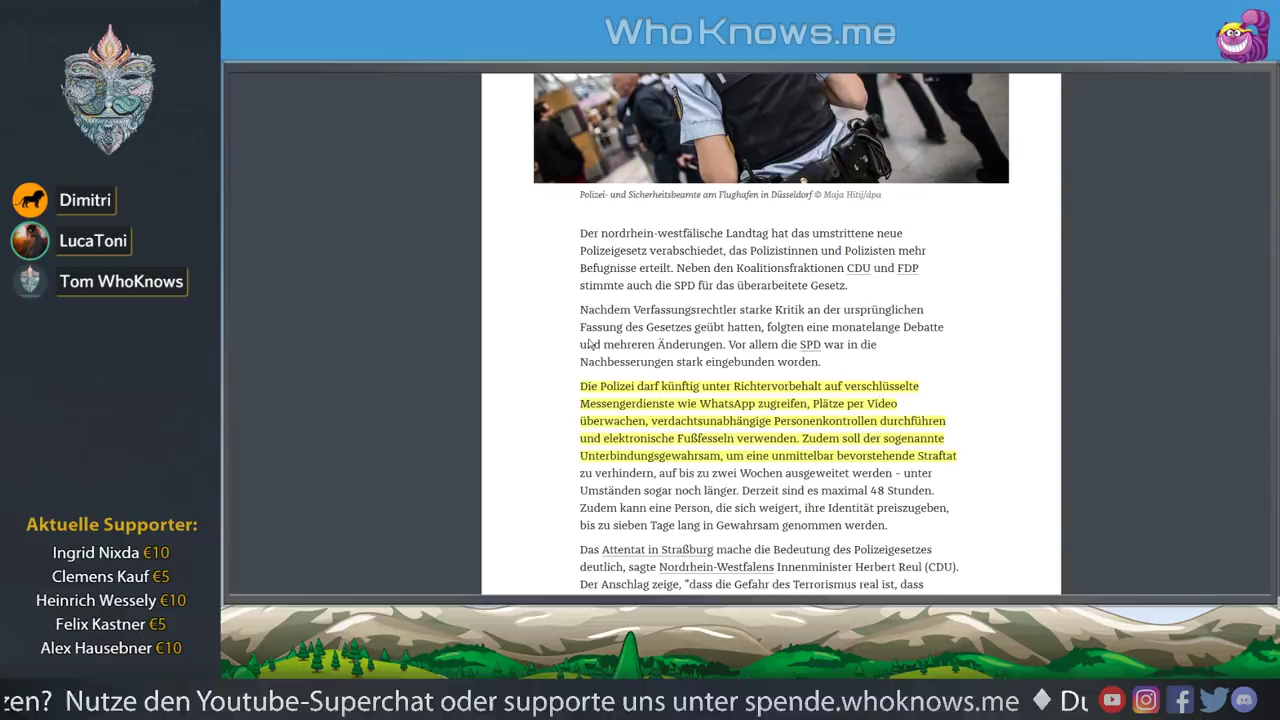 WhoKnows.me
Dimitri
LucaToni
Tom WhoKnows
Aktuelle Supporter:
Ingrid Nixda €10
Clemens Kauf €5
Heinrich Wessely €10
Felix Kastner €5
Alex Hausebner €10
Polizei- und Sicherheitsbeamte am Flughafen in Düsseldorf © Maja Hitij/dpa
Der nordrhein-westfälische Landtag hat das umstrittene neue
Polizeigesetz verabschiedet, das Polizistinnen und Polizisten mehr
Befugnisse erteilt. Neben den Koalitionsfraktionen CDU und FDP
stimmte auch die SPD für das überarbeitete Gesetz.
Nachdem Verfassungsrechtler starke Kritik an der ursprünglichen
Fassung des Gesetzes geübt hatten, folgten eine monatelange Debatte
und mehreren Änderungen. Vor allem die SPD war in die
Nachbesserungen stark eingebunden worden.
Die Polizei darf künftig unter Richtervorbehalt auf verschlüsselte
Messengerdienste wie WhatsApp zugreifen, Plätze per Video
überwachen, verdachtsunabhängige Personenkontrollen durchführen
und elektronische Fußfesseln verwenden. Zudem soll der sogenannte
Unterbindungsgewahrsam, um eine unmittelbar bevorstehende Straftat
zu verhindern, auf bis zu zwei Wochen ausgeweitet werden – unter
Umständen sogar noch länger. Derzeit sind es maximal 48 Stunden.
Zudem kann eine Person, die sich weigert, ihre Identität preiszugeben,
bis zu sieben Tage lang in Gewahrsam genommen werden.
Das Attentat in Straßburg mache die Bedeutung des Polizeigesetzes
deutlich, sagte Nordrhein-Westfalens Innenminister Herbert Reul (CDU).
Der Anschlag zeige, "dass die Gefahr des Terrorismus real ist, dass
zen? Nutze den Youtube-Superchat oder supporte uns unter spende.whoknows.me ♦ Du